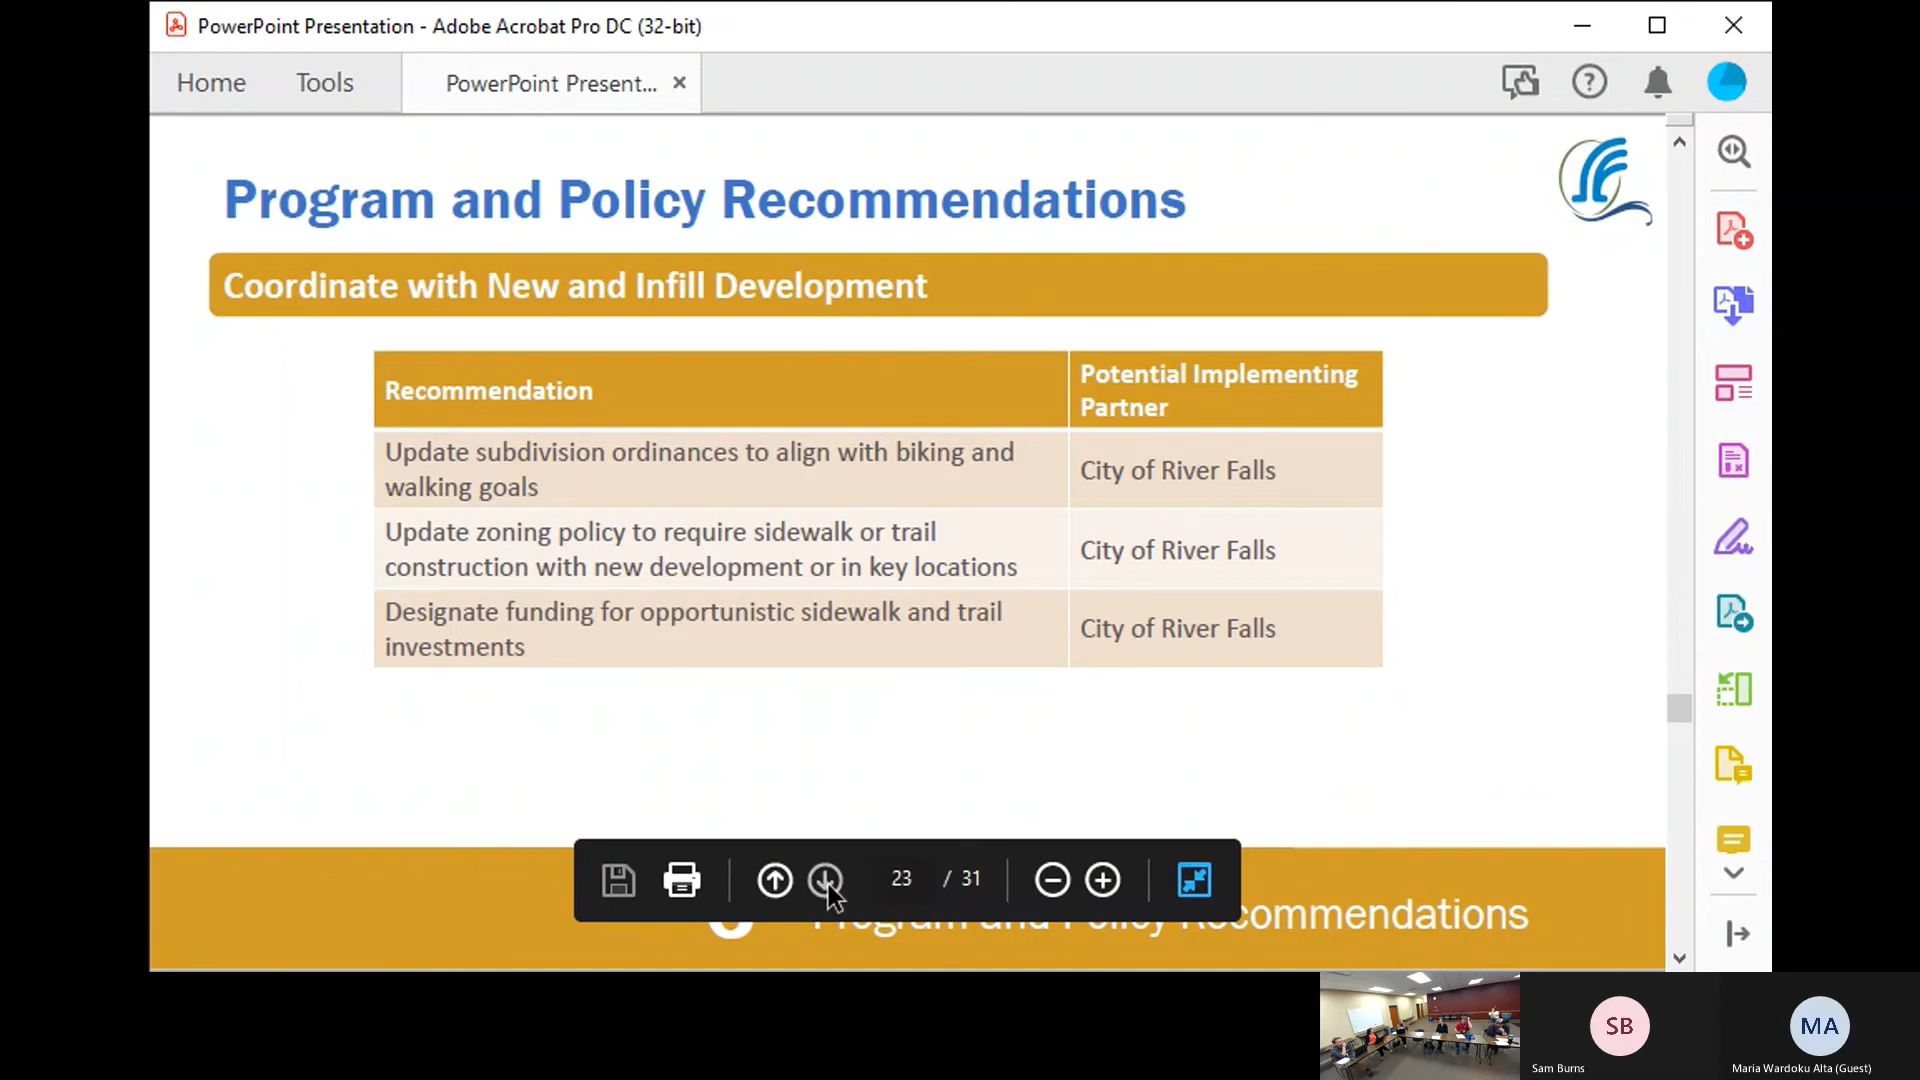 PowerPoint Presentation - Adobe Acrobat Pro DC (32-bit)
Home
Tools
PowerPoint Present...
Program and Policy Recommendations
Coordinate with New and Infill Development
Recommendation
Potential Implementing
Partner
Update subdivision ordinances to align with biking and
walking goals
City of River Falls
Update zoning policy to require sidewalk or trail
construction with new development or in key locations
City of River Falls
Designate funding for opportunistic sidewalk and trail
investments
City of River Falls
23 / 31
Program and Policy Recommendations
SB
Sam Burns
MA
Maria Wardoku Alta (Guest)